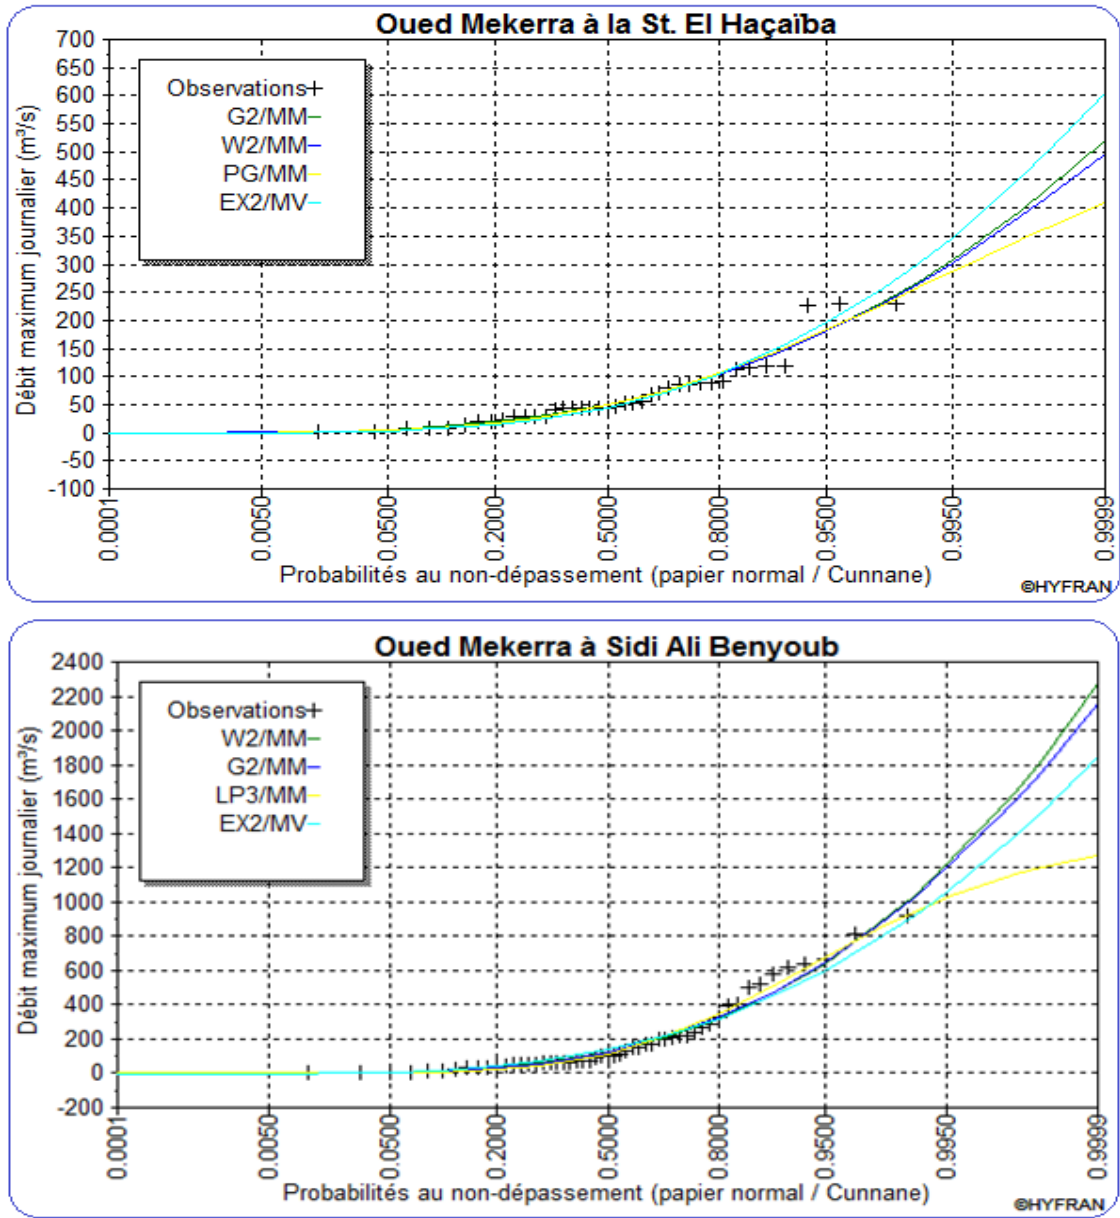 Oued Mekerra à la St. El Haçaïba
Débit maximum journalier (m³/s)
700
650
600
550
500
450
400
350
300
250
200
150
100
50
0
-50
-100
Observations+
G2/MM
W2/MM
PG/MM
EX2/MV
0.0001
0.0050
0.0500
0.2000
0.5000
0.8000
0.9500
0.9950
0.9999
Probabilités au non-dépassement (papier normal / Cunnane)
©HYFRAN
Oued Mekerra à Sidi Ali Benyoub
Débit maximum journalier (m³/s)
2400
2200
2000
1800
1600
1400
1200
1000
800
600
400
200
0
-200
Observations+
W2/MM
G2/MM
LP3/MM
EX2/MV
0.0001
0.0050
0.0500
0.2000
0.5000
0.8000
0.9500
0.9950
0.9999
Probabilités au non-dépassement (papier normal / Cunnane)
©HYFRAN